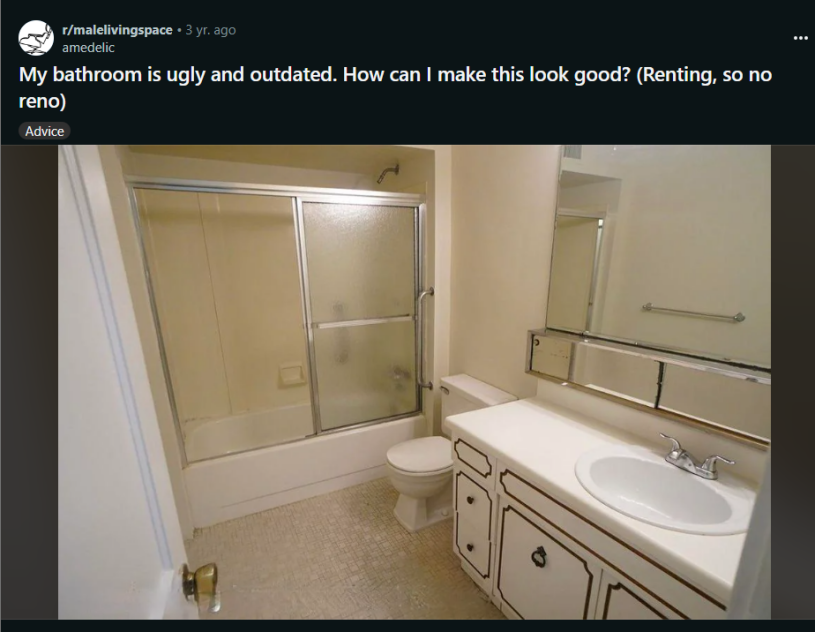 r/malelivingspace • 3 yr. ago
amedelic
My bathroom is ugly and outdated. How can I make this look good? (Renting, so no
reno)
Advice